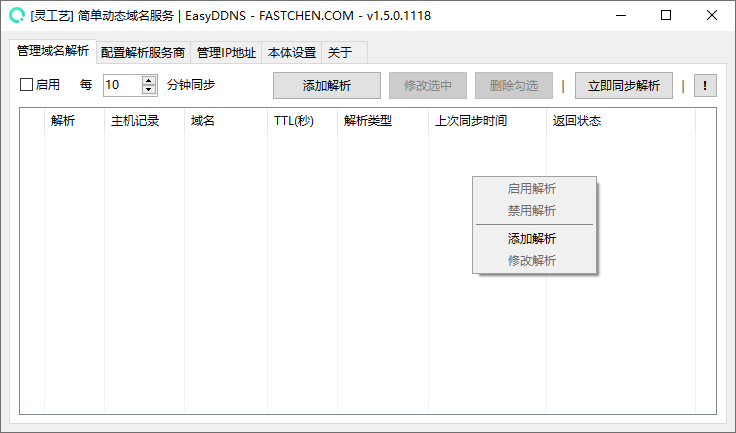 [灵工艺] 简单动态域名服务 | EasyDDNS - FASTCHEN.COM - v1.5.0.1118
管理域名解析 配置解析服务商 管理IP地址 本体设置 关于
启用 每 10 分钟同步 添加解析 修改选中 删除勾选 | 立即同步解析 | !
解析 主机记录 域名 TTL(秒) 解析类型 上次同步时间 返回状态
启用解析
禁用解析
添加解析
修改解析